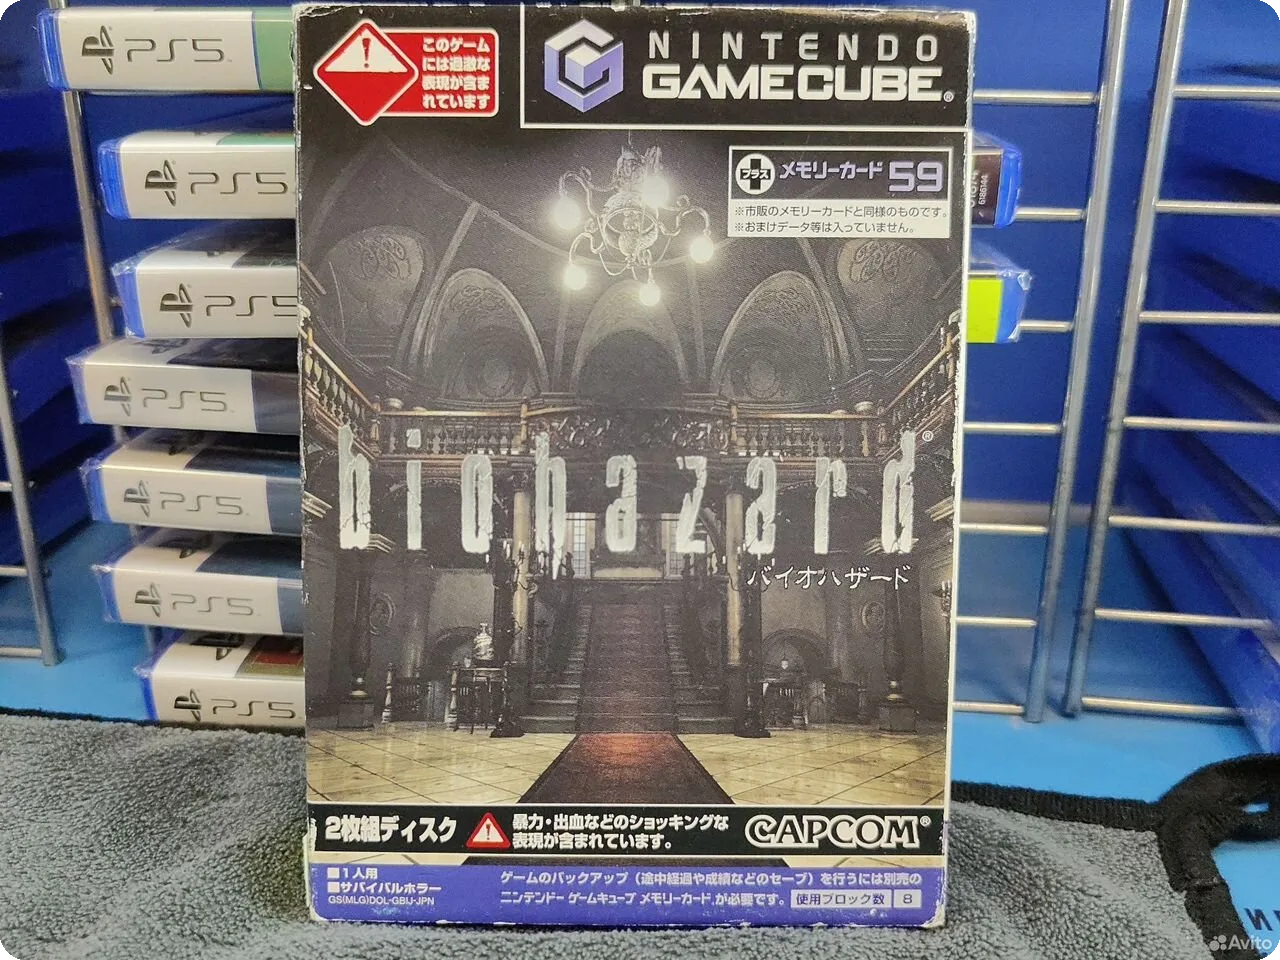 このゲーム
には過激な
表現が含ま
れています
NINTENDO
GAMECUBE®
プラス メモリーカード 59
※市販のメモリーカードと同様のものです。
※おまけデータ等は入っていません。
biohazard®
バイオハザード
2枚組ディスク
暴力・出血などのショッキングな
表現が含まれています。
CAPCOM®
■1人用
■サバイバルホラー
GS(MLG)DOL-GBIJ-JPN
ゲームのバックアップ（途中経過や成績などのセーブ）を行うには別売の
ニンテンドー ゲームキューブ メモリーカード が必要です。 使用ブロック数 8
PS5
PS5
PS5
PS5
PS5
PS5
PS5
Avito